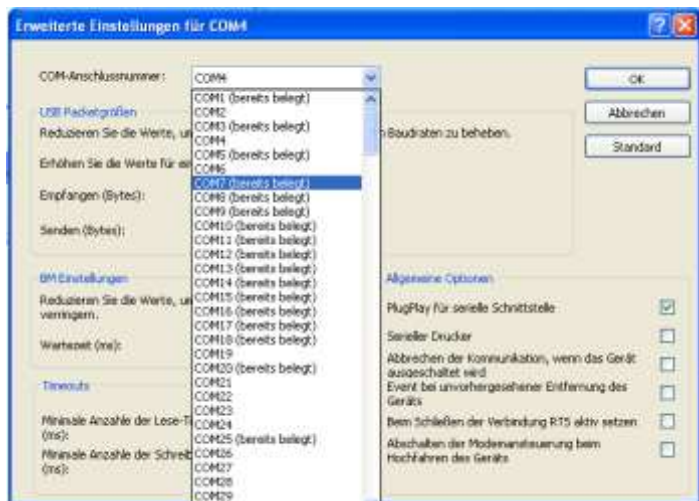 Erweiterte Einstellungen für COM4
COM-Anschlussnummer:
COM4
OK
Abbrechen
Standard
COM1 (bereits belegt)
COM2
COM3 (bereits belegt)
COM4
COM5 (bereits belegt)
COM6
COM7 (bereits belegt)
COM8 (bereits belegt)
COM9 (bereits belegt)
COM10 (bereits belegt)
COM11 (bereits belegt)
COM12 (bereits belegt)
COM13 (bereits belegt)
COM14 (bereits belegt)
COM15 (bereits belegt)
COM16 (bereits belegt)
COM17 (bereits belegt)
COM18 (bereits belegt)
COM19
COM20 (bereits belegt)
COM21
COM22
COM23
COM24
COM25 (bereits belegt)
COM26
COM27
COM28
COM29
USB Packetgrößen
Reduzieren Sie die Werte, um
n Baudraten zu beheben.
Erhöhen Sie die Werte für
Empfangen (Bytes):
Senden (Bytes):
BM Einstellungen
Reduzieren Sie die Werte, um
verringern.
Wartezeit (ms):
Timeouts
Minimale Anzahle der Lese-Ti
(ms):
Minimale Anzahle der Schreib
(ms):
Allgemeine Optionen
PlugPlay für serielle Schnittstelle
Serieller Drucker
Abbrechen der Kommunikation, wenn das Gerät
ausgeschaltet wird
Event bei unvorhergesehener Entfernung des
Geräts
Beim Schließen der Verbindung RTS aktiv setzen
Abschalten der Modemansteuerung beim
Hochfahren des Geräts